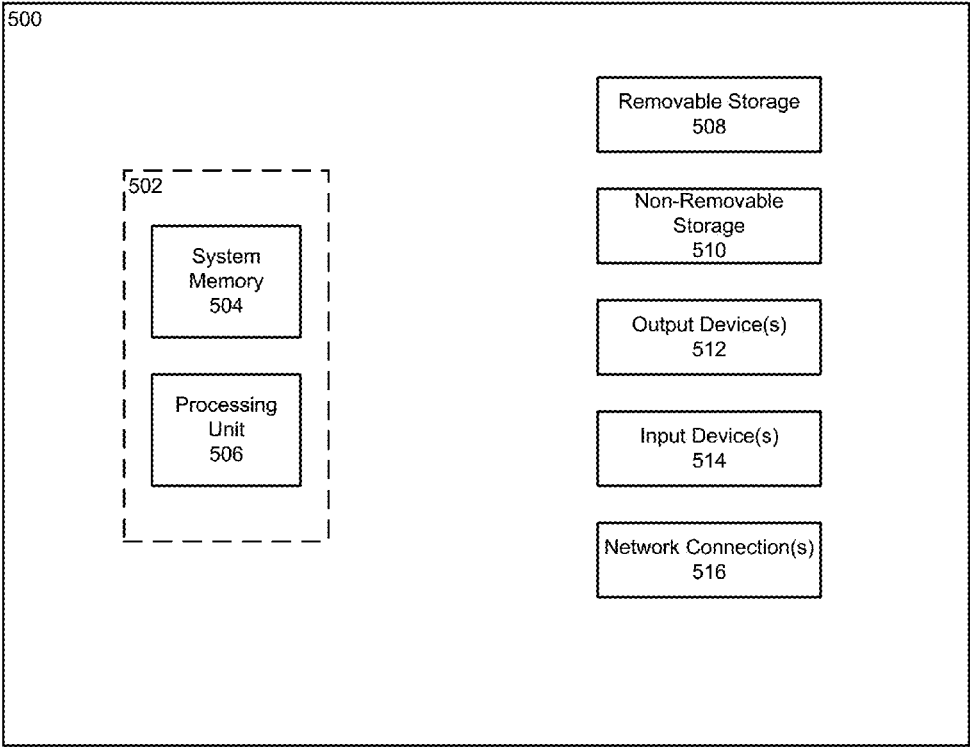 500
502
System
Memory
504
Processing
Unit
506
Removable Storage
508
Non-Removable
Storage
510
Output Device(s)
512
Input Device(s)
514
Network Connection(s)
516